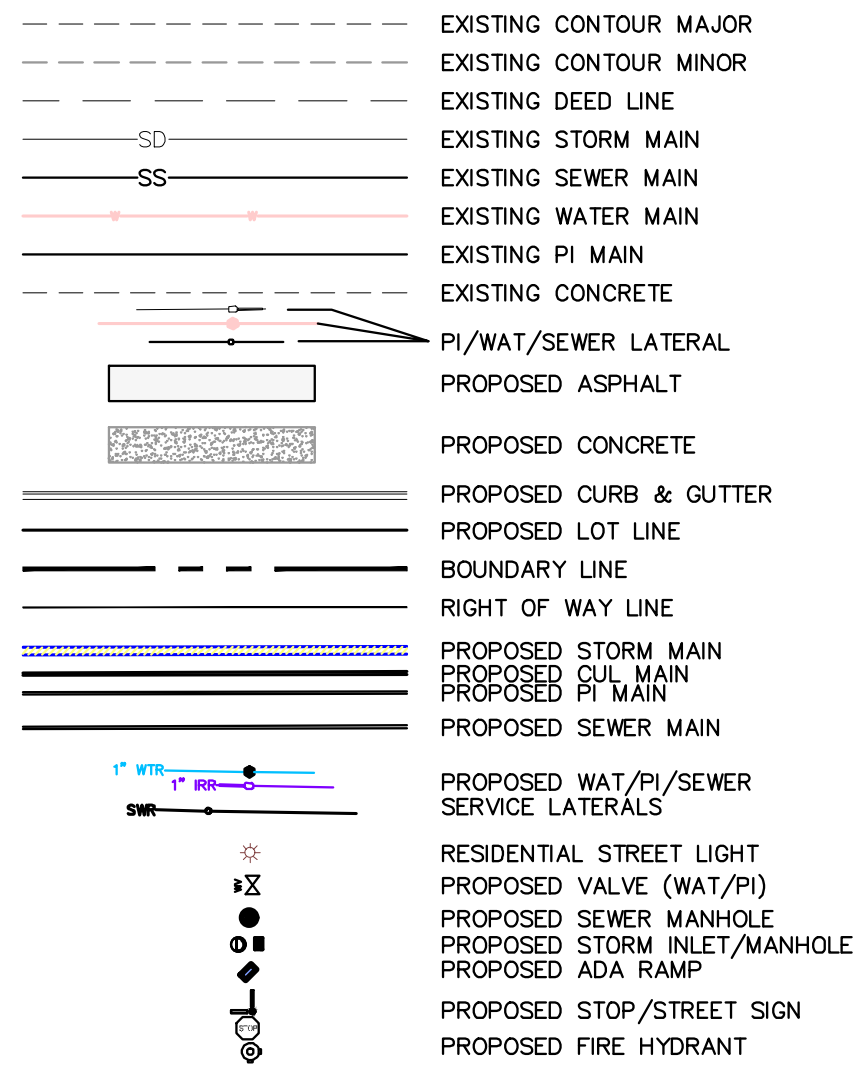 EXISTING CONTOUR MAJOR
EXISTING CONTOUR MINOR
EXISTING DEED LINE
SD EXISTING STORM MAIN
SS EXISTING SEWER MAIN
W W EXISTING WATER MAIN
EXISTING PI MAIN
EXISTING CONCRETE
PI/WAT/SEWER LATERAL
PROPOSED ASPHALT
PROPOSED CONCRETE
PROPOSED CURB & GUTTER
PROPOSED LOT LINE
BOUNDARY LINE
RIGHT OF WAY LINE
PROPOSED STORM MAIN
PROPOSED CUL MAIN
PROPOSED PI MAIN
PROPOSED SEWER MAIN
1" WTR
1" IRR
SWR
PROPOSED WAT/PI/SEWER
SERVICE LATERALS
RESIDENTIAL STREET LIGHT
W PROPOSED VALVE (WAT/PI)
PROPOSED SEWER MANHOLE
PROPOSED STORM INLET/MANHOLE
PROPOSED ADA RAMP
PROPOSED STOP/STREET SIGN
STOP
PROPOSED FIRE HYDRANT